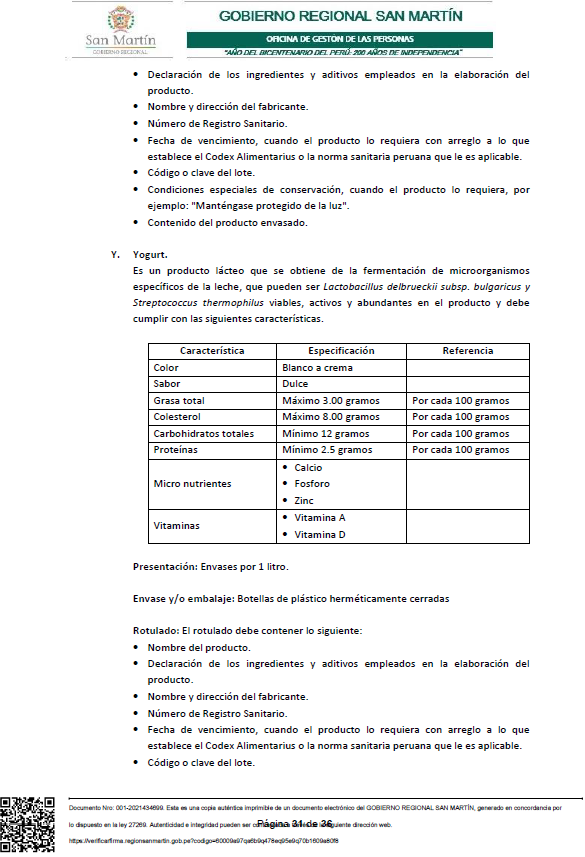 San Martín
GOBIERNO REGIONAL
GOBIERNO REGIONAL SAN MARTÍN
OFICINA DE GESTÓN DE LAS PERSONAS
"AÑO DEL BICENTENARIO DEL PERÚ: 200 AÑOS DE INDEPENDENCIA"
• Declaración de los ingredientes y aditivos empleados en la elaboración del
producto.
• Nombre y dirección del fabricante.
• Número de Registro Sanitario.
• Fecha de vencimiento, cuando el producto lo requiera con arreglo a lo que
establece el Codex Alimentarius o la norma sanitaria peruana que le es aplicable.
• Código o clave del lote.
• Condiciones especiales de conservación, cuando el producto lo requiera, por
ejemplo: "Manténgase protegido de la luz".
• Contenido del producto envasado.
Y. Yogurt.
Es un producto lácteo que se obtiene de la fermentación de microorganismos
específicos de la leche, que pueden ser Lactobacillus delbrueckii subsp. bulgaricus y
Streptococcus thermophilus viables, activos y abundantes en el producto y debe
cumplir con las siguientes características.
Característica Especificación Referencia
Color Blanco a crema
Sabor Dulce
Grasa total Máximo 3.00 gramos Por cada 100 gramos
Colesterol Máximo 8.00 gramos Por cada 100 gramos
Carbohidratos totales Mínimo 12 gramos Por cada 100 gramos
Proteínas Mínimo 2.5 gramos Por cada 100 gramos
Micro nutrientes
• Calcio
• Fosforo
• Zinc
Vitaminas
• Vitamina A
• Vitamina D
Presentación: Envases por 1 litro.
Envase y/o embalaje: Botellas de plástico herméticamente cerradas
Rotulado: El rotulado debe contener lo siguiente:
• Nombre del producto.
• Declaración de los ingredientes y aditivos empleados en la elaboración del
producto.
• Nombre y dirección del fabricante.
• Número de Registro Sanitario.
• Fecha de vencimiento, cuando el producto lo requiera con arreglo a lo que
establece el Codex Alimentarius o la norma sanitaria peruana que le es aplicable.
• Código o clave del lote.
Documento Nro: 001-2021434699. Esta es una copia auténtica imprimible de un documento electrónico del GOBIERNO REGIONAL SAN MARTÍN, generado en concordancia por
lo dispuesto en la ley 27269. Autenticidad e integridad pueden ser siguiente dirección web.
Página 31 de 36